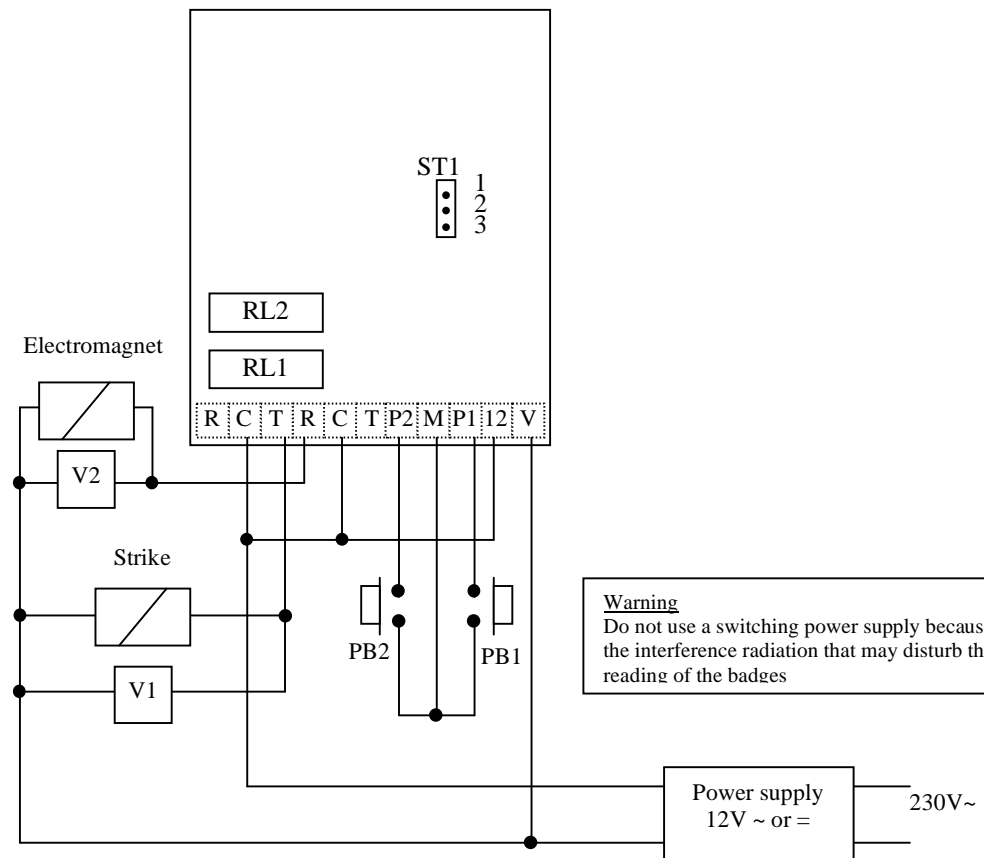 ST1
1
2
3
RL2
Electromagnet
RL1
R C T R C T P2 M P1 12 V
V2
Strike
Warning
Do not use a switching power supply becaus
the interference radiation that may disturb th
reading of the badges
PB2
PB1
V1
Power supply
12V ~ or =
230V~